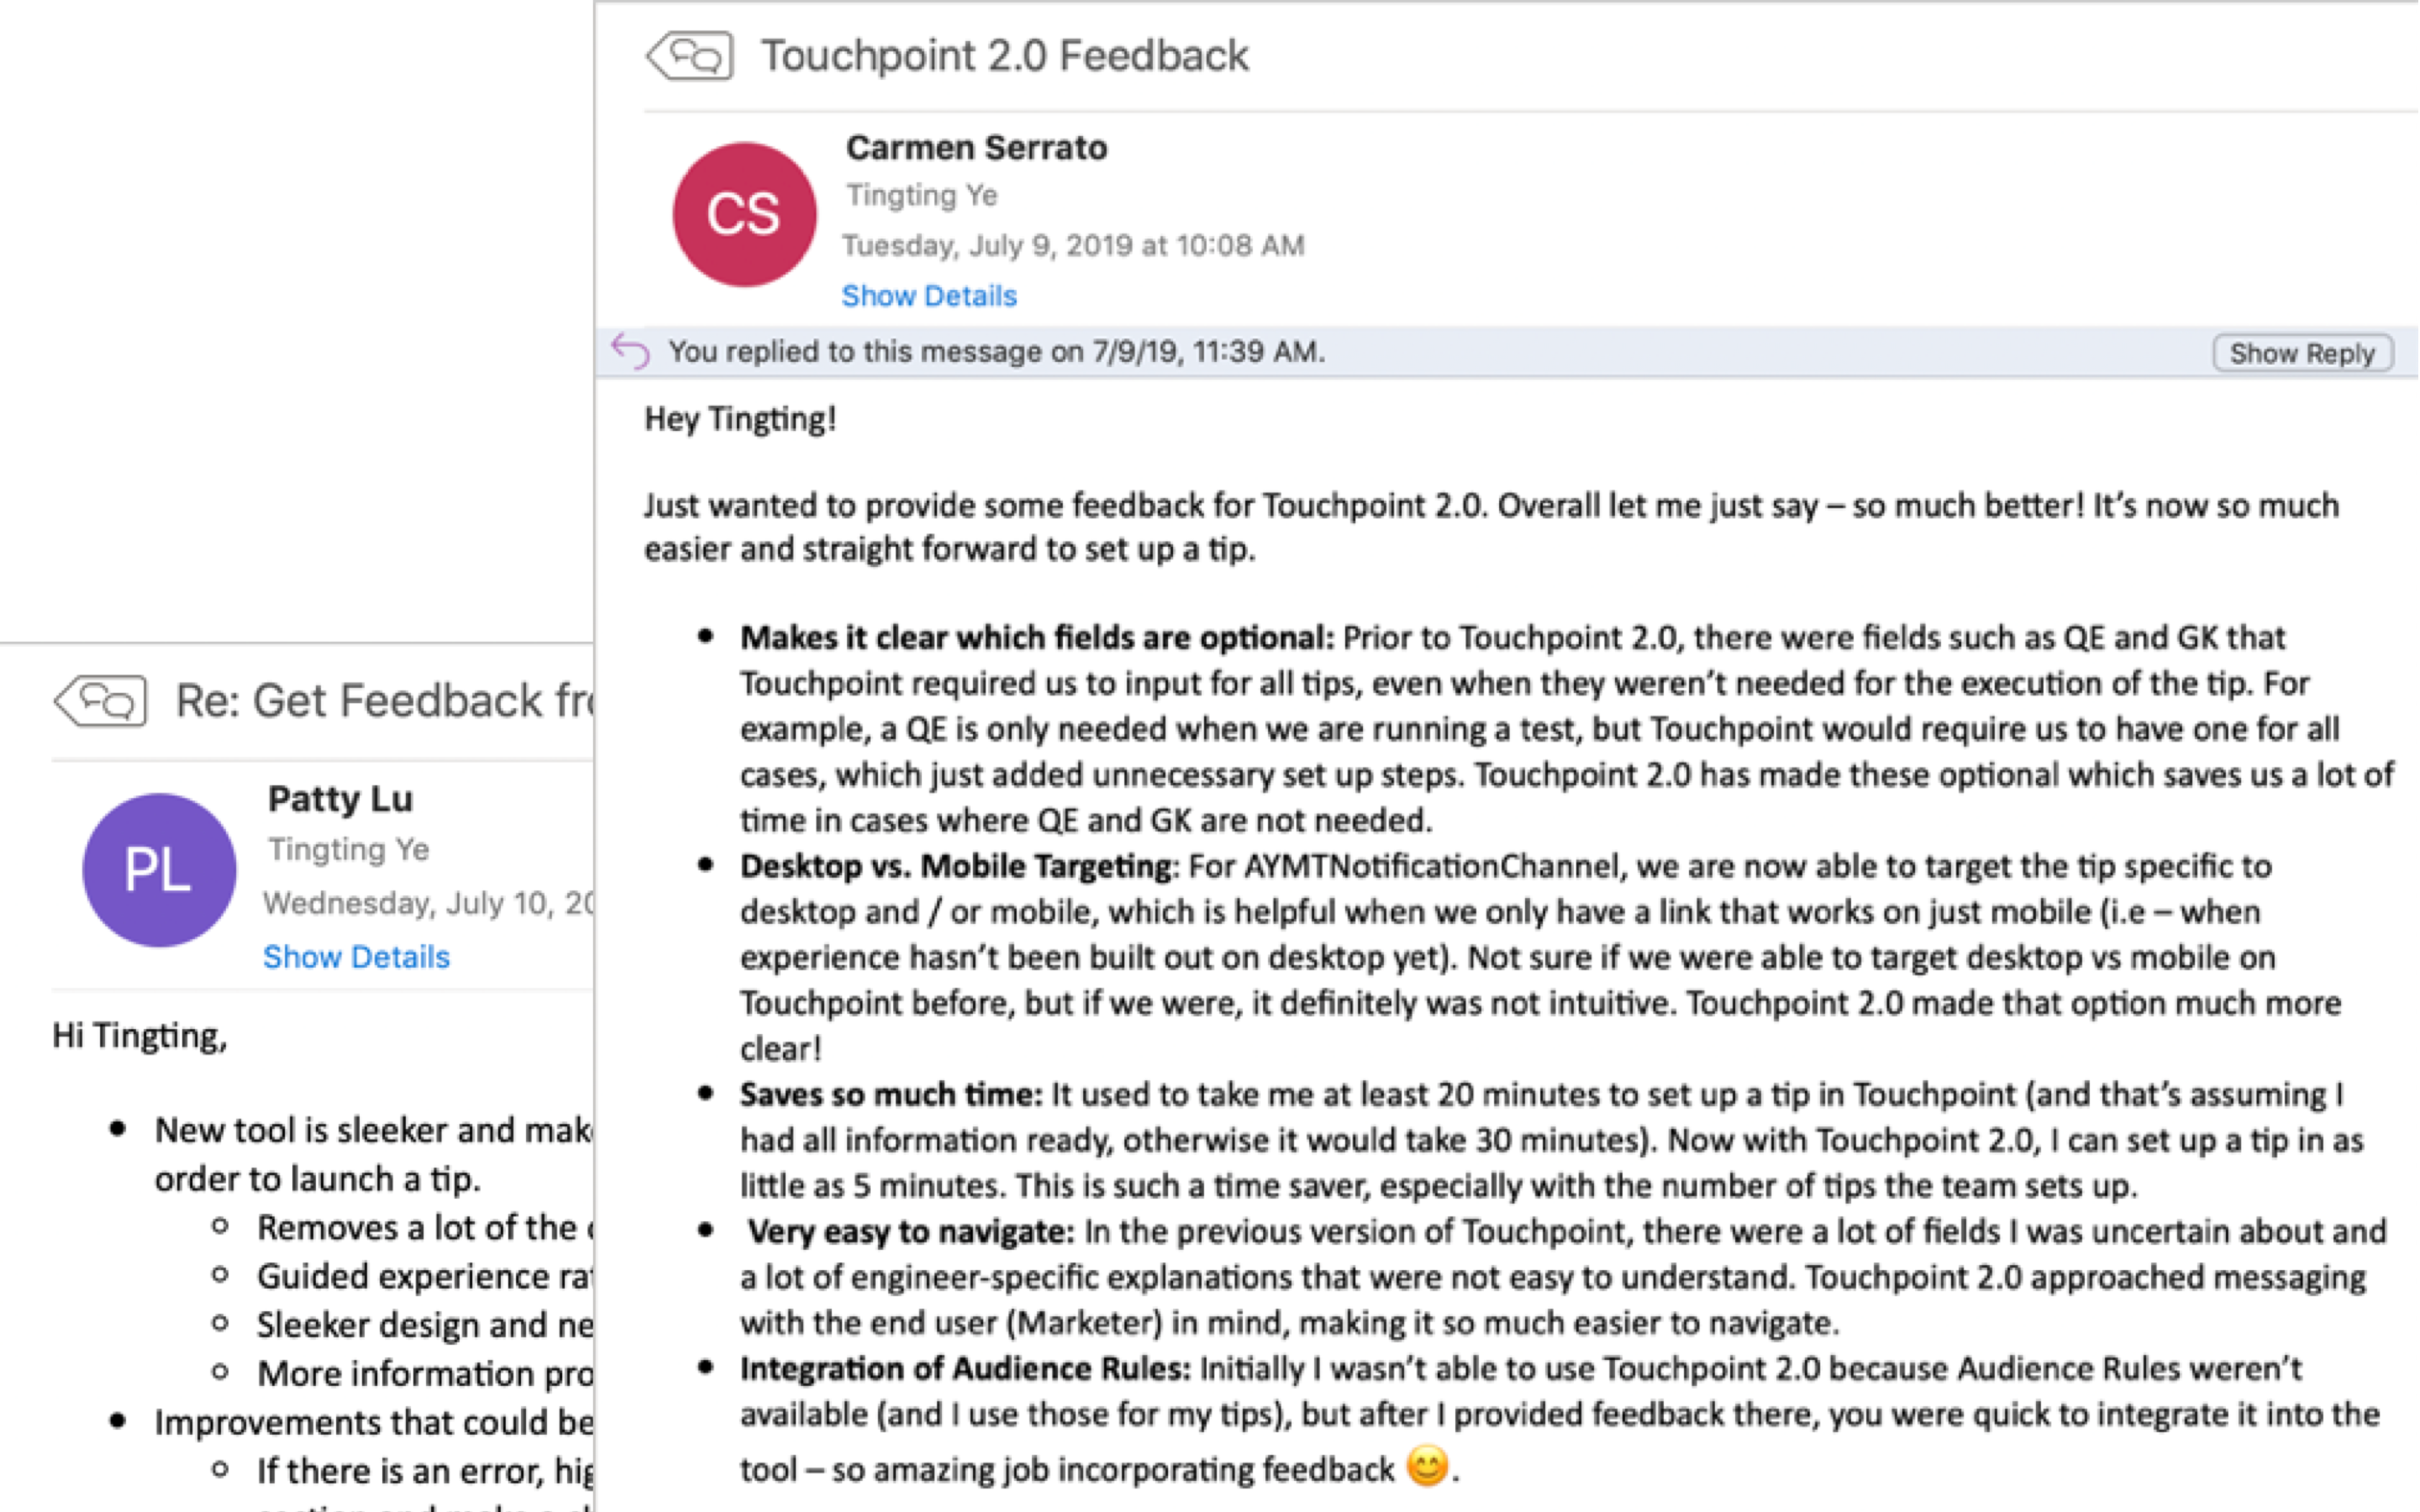 Touchpoint 2.0 Feedback
CS
Carmen Serrato
Tingting Ye
Tuesday, July 9, 2019 at 10:08 AM
Show Details
You replied to this message on 7/9/19, 11:39 AM.
Show Reply
Hey Tingting!
Just wanted to provide some feedback for Touchpoint 2.0. Overall let me just say – so much better! It's now so much
easier and straight forward to set up a tip.
• Makes it clear which fields are optional: Prior to Touchpoint 2.0, there were fields such as QE and GK that
Touchpoint required us to input for all tips, even when they weren't needed for the execution of the tip. For
example, a QE is only needed when we are running a test, but Touchpoint would require us to have one for all
cases, which just added unnecessary set up steps. Touchpoint 2.0 has made these optional which saves us a lot of
time in cases where QE and GK are not needed.
• Desktop vs. Mobile Targeting: For AYMTNotificationChannel, we are now able to target the tip specific to
desktop and / or mobile, which is helpful when we only have a link that works on just mobile (i.e – when
experience hasn't been built out on desktop yet). Not sure if we were able to target desktop vs mobile on
Touchpoint before, but if we were, it definitely was not intuitive. Touchpoint 2.0 made that option much more
clear!
• Saves so much time: It used to take me at least 20 minutes to set up a tip in Touchpoint (and that's assuming I
had all information ready, otherwise it would take 30 minutes). Now with Touchpoint 2.0, I can set up a tip in as
little as 5 minutes. This is such a time saver, especially with the number of tips the team sets up.
• Very easy to navigate: In the previous version of Touchpoint, there were a lot of fields I was uncertain about and
a lot of engineer-specific explanations that were not easy to understand. Touchpoint 2.0 approached messaging
with the end user (Marketer) in mind, making it so much easier to navigate.
• Integration of Audience Rules: Initially I wasn't able to use Touchpoint 2.0 because Audience Rules weren't
available (and I use those for my tips), but after I provided feedback there, you were quick to integrate it into the
tool – so amazing job incorporating feedback 😊.
Re: Get Feedback
PL
Patty Lu
Tingting Ye
Wednesday, July 10,
Show Details
Hi Tingting,
• New tool is sleeker and
order to launch a tip.
○ Removes a lot of the
○ Guided experience
○ Sleeker design and
○ More information
• Improvements that could be
○ If there is an error,